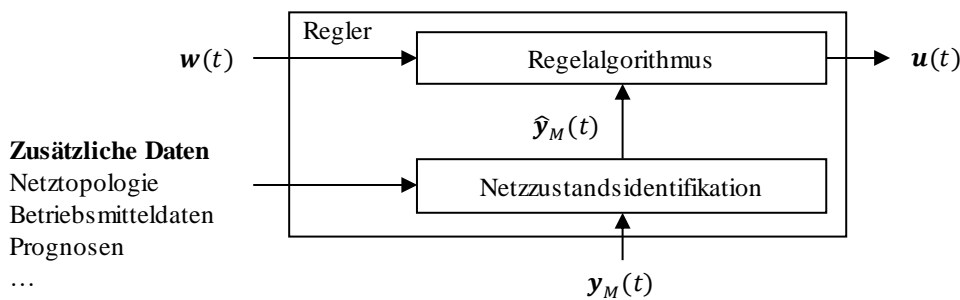 Regler
w(t)
Regelalgorithmus
u(t)
ŷ_M(t)
Zusätzliche Daten
Netztopologie
Betriebsmitteldaten
Prognosen
…
Netzzustandsidentifikation
y_M(t)